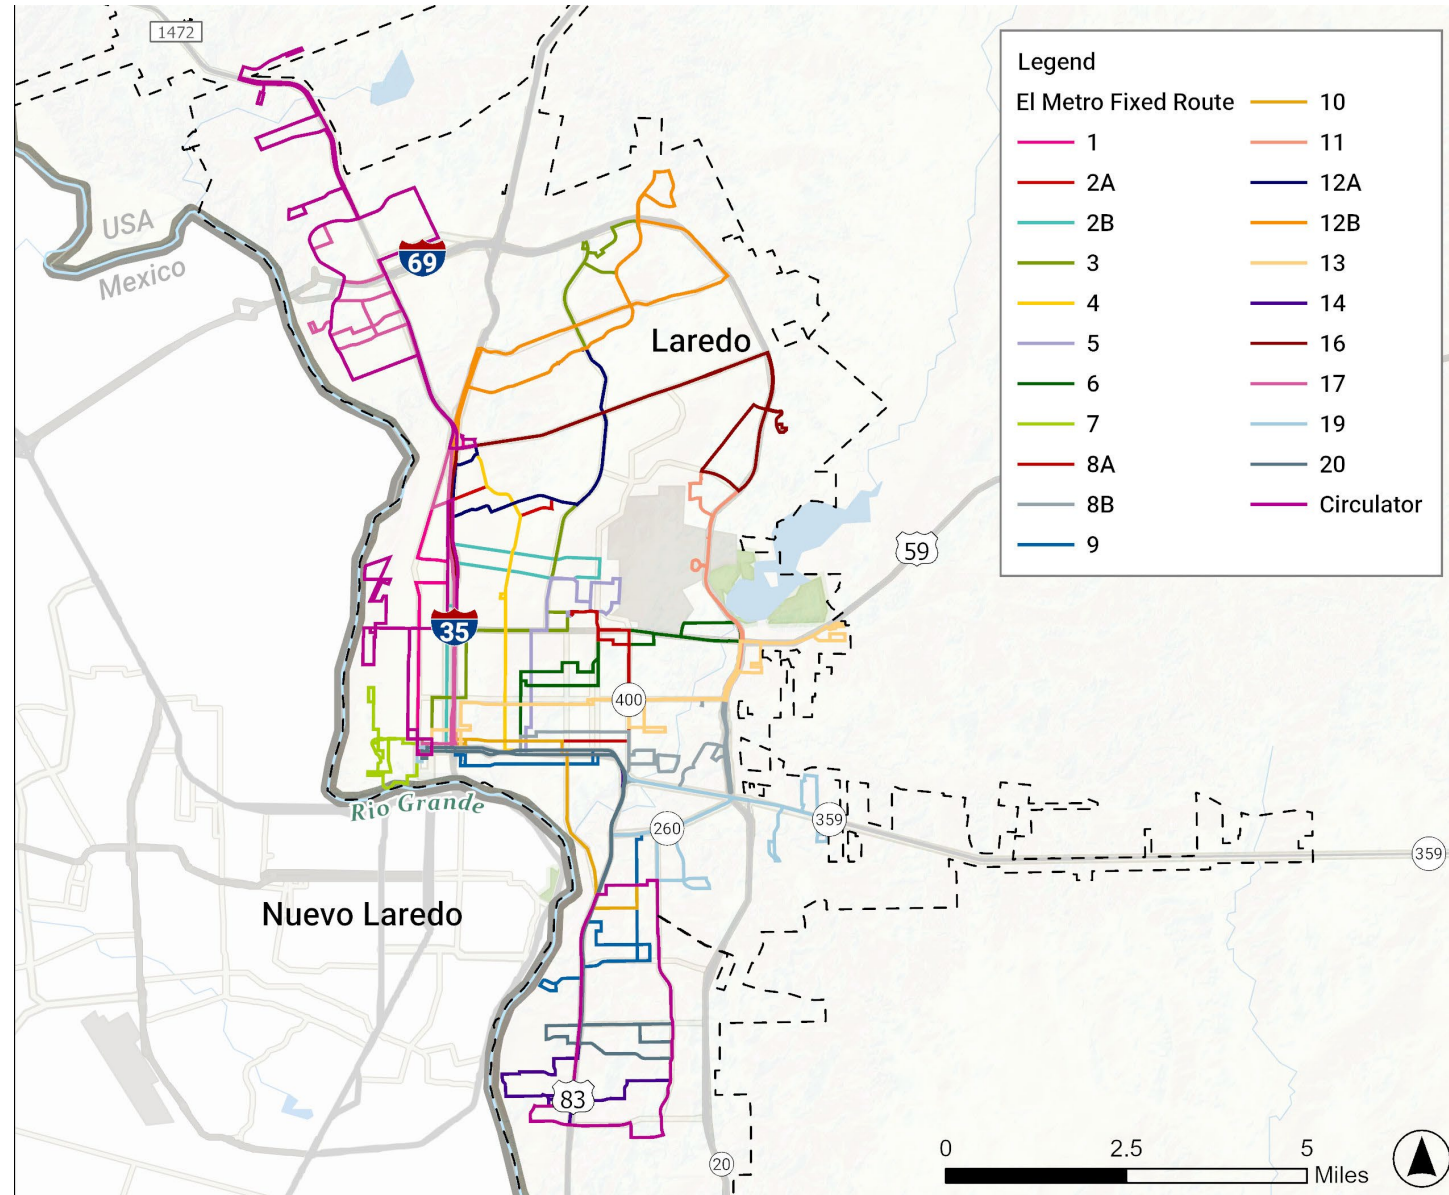 1472
Legend
El Metro Fixed Route
1
2A
2B
3
4
5
6
7
8A
8B
9
10
11
12A
12B
13
14
16
17
19
20
Circulator
USA
Mexico
69
Laredo
59
35
400
Rio Grande
260
359
359
Nuevo Laredo
83
20
0 2.5 5
Miles